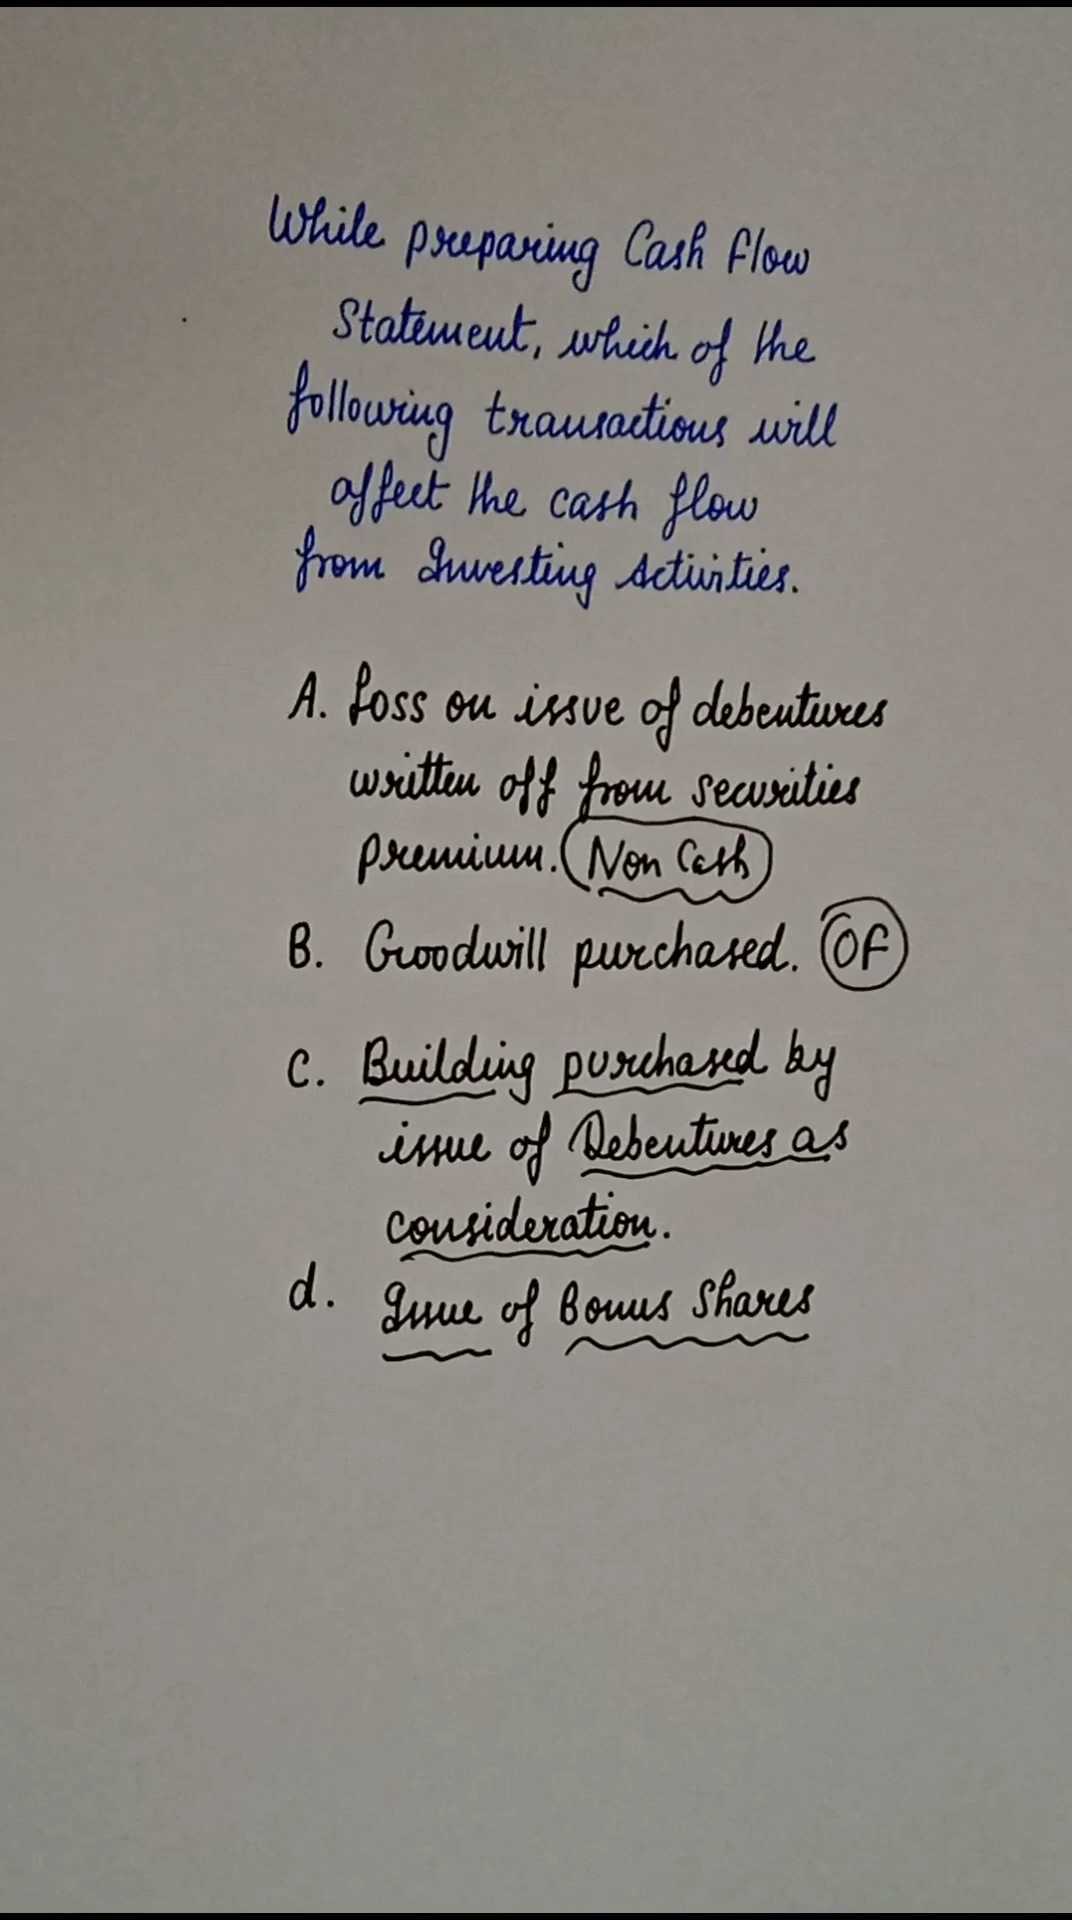 While preparing Cash flow
Statement, which of the
following transactions will
affect the cash flow
from Investing Activities.
A. Loss on issue of debentures
written off from securities
premium. Non Cash
B. Goodwill purchased. OF
C. Building purchased by
issue of Debentures as
consideration.
d. Issue of Bonus Shares